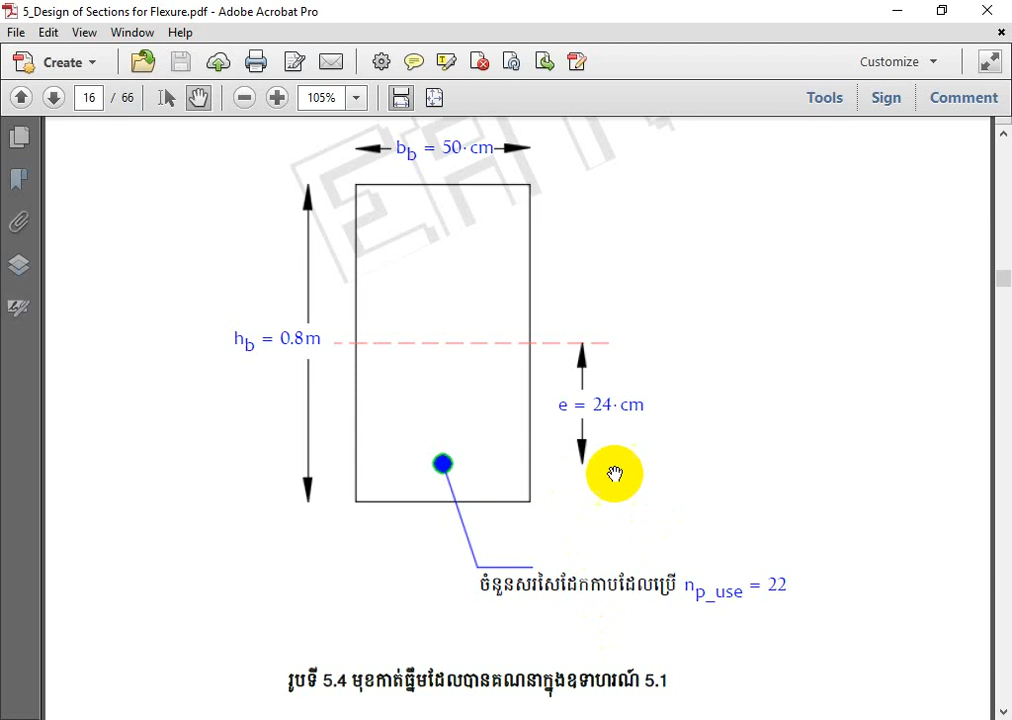 5_Design of Sections for Flexure.pdf - Adobe Acrobat Pro
File Edit View Window Help
Create
Customize
16 / 66
105%
Tools Sign Comment
b_b = 50·cm
h_b = 0.8m
e = 24·cm
ចំនួនសរសៃដែកកាបដែលប្រើ n_p_use = 22
រូបទី 5.4 មុខកាត់ធ្នឹមដែលបានគណនាក្នុងឧទាហរណ៍ 5.1